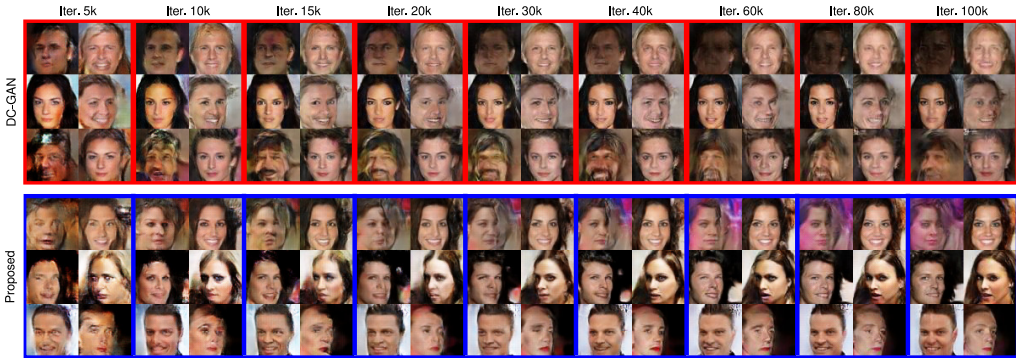 Iter. 5k Iter. 10k Iter. 15k Iter. 20k Iter. 30k Iter. 40k Iter. 60k Iter. 80k Iter. 100k
DC-GAN
Proposed